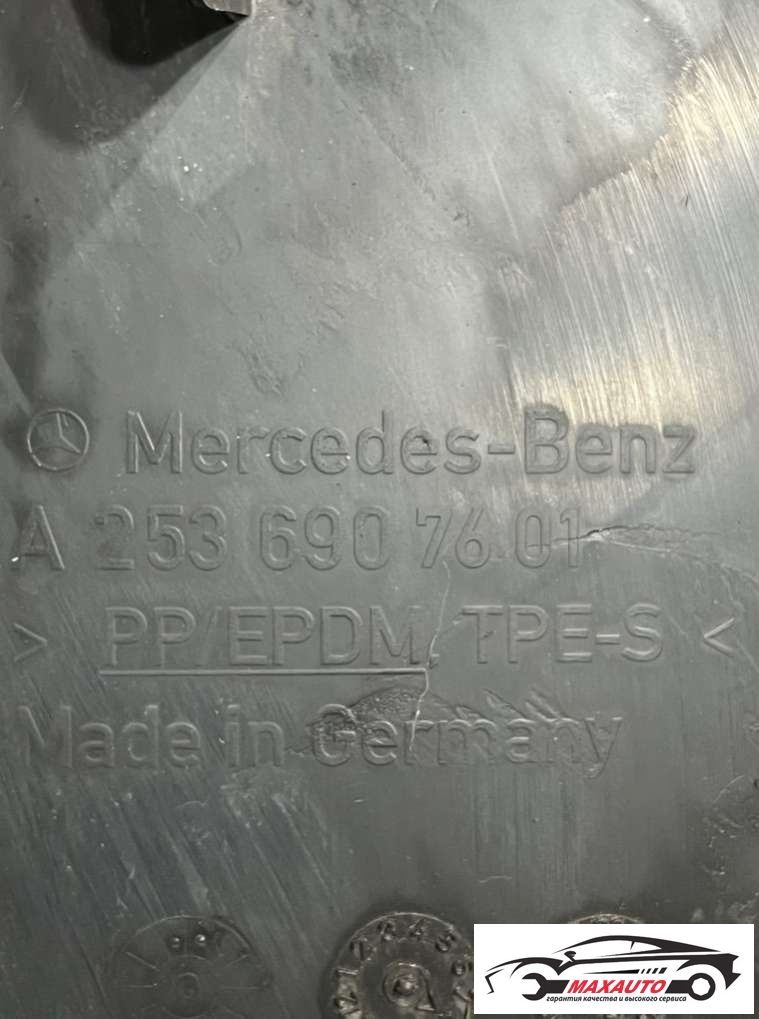 Mercedes-Benz
A 253 690 76 01
> PP/EPDM, TPE-S <
Made in Germany
MAXAUTO
гарантия качества и высокого сервиса